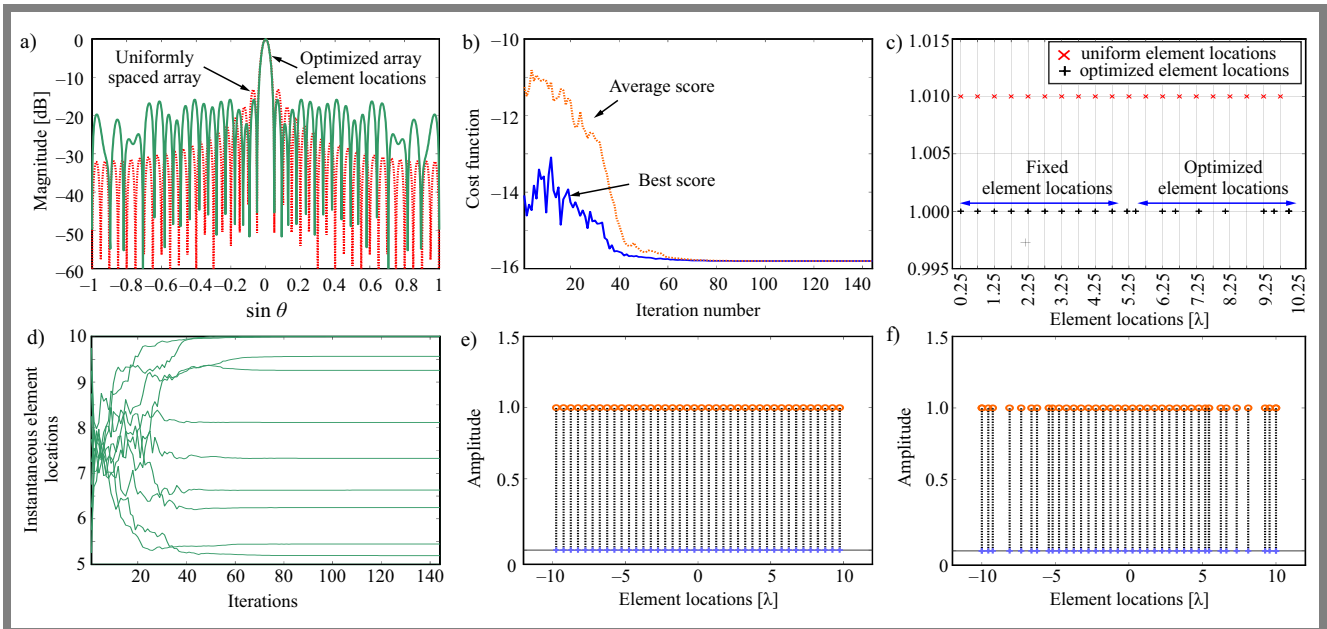 a)
0
−10
−20
−30
−40
−50
−60
Magnitude [dB]
Uniformly
spaced array
Optimized array
element locations
−1 −0.8 −0.6 −0.4 −0.2 0 0.2 0.4 0.6 0.8 1
sin θ
b)
−10
−12
−14
−16
Cost function
Average score
Best score
20 40 60 80 100 120 140
Iteration number
c)
1.015
1.010
1.005
1.000
0.995
uniform element locations
optimized element locations
Fixed
element locations
Optimized
element locations
0.25 1.25 2.25 3.25 4.25 5.25 6.25 7.25 8.25 9.25 10.25
Element locations [λ]
d)
10
9
8
7
6
5
Instantaneous element
locations
20 40 60 80 100 120 140
Iterations
e)
1.5
1.0
0.5
0
Amplitude
−10 −5 0 5 10
Element locations [λ]
f)
1.5
1.0
0.5
0
Amplitude
−10 −5 0 5 10
Element locations [λ]